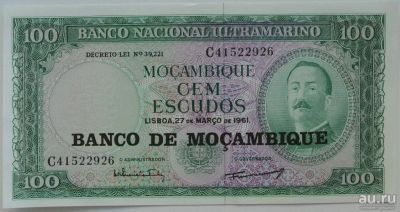 100 BANCO NACIONAL ULTRAMARINO 100
DECRETO-LEI Nº 39,221 C41522926
MOÇAMBIQUE
CEM
ESCUDOS
LISBOA, 27 DE MARÇO DE 1961.
BANCO DE MOÇAMBIQUE
C41522926 O ADMINISTRADOR O GOVERNADOR
100 100
au.ru